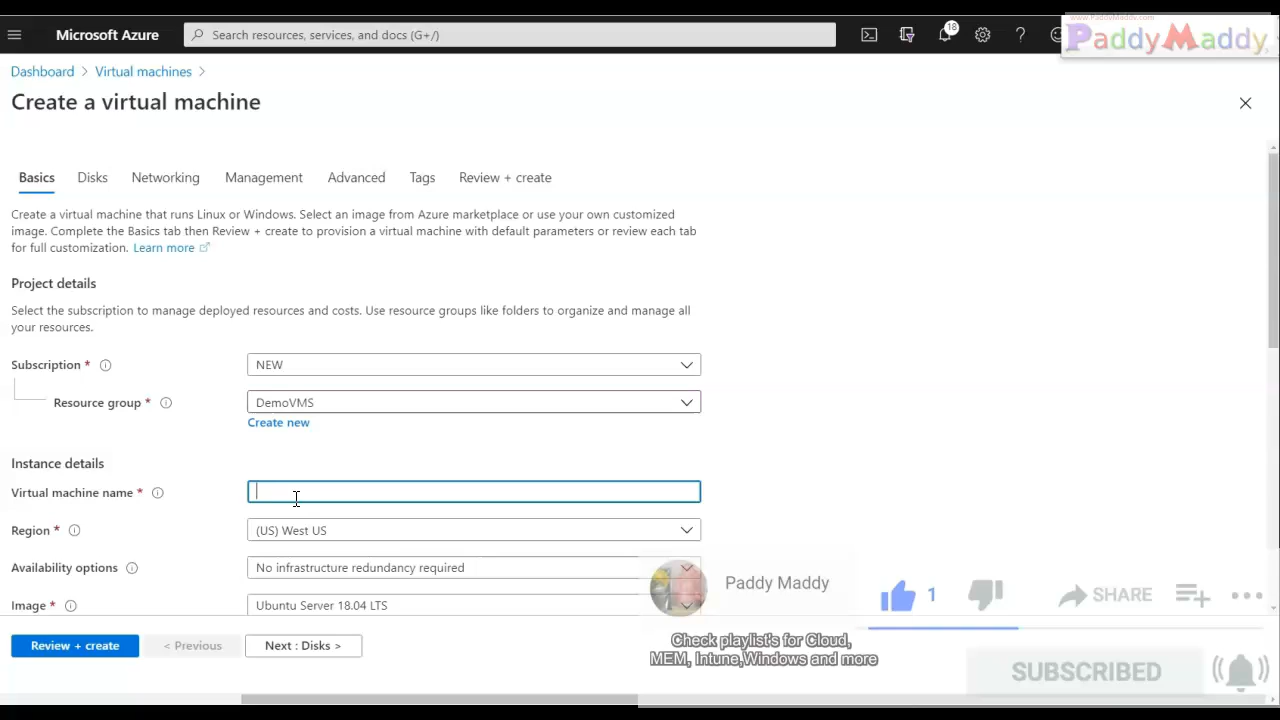 www.PaddyMaddy.com
PaddyMaddy
Microsoft Azure
Search resources, services, and docs (G+/)
18
Dashboard > Virtual machines >
Create a virtual machine
Basics Disks Networking Management Advanced Tags Review + create
Create a virtual machine that runs Linux or Windows. Select an image from Azure marketplace or use your own customized
image. Complete the Basics tab then Review + create to provision a virtual machine with default parameters or review each tab
for full customization. Learn more
Project details
Select the subscription to manage deployed resources and costs. Use resource groups like folders to organize and manage all
your resources.
Subscription * NEW
Resource group * DemoVMS
Create new
Instance details
Virtual machine name *
Region * (US) West US
Availability options No infrastructure redundancy required
Image * Ubuntu Server 18.04 LTS
Review + create < Previous Next : Disks >
Paddy Maddy
1 SHARE
Check playlist's for Cloud,
MEM, Intune,Windows and more
SUBSCRIBED